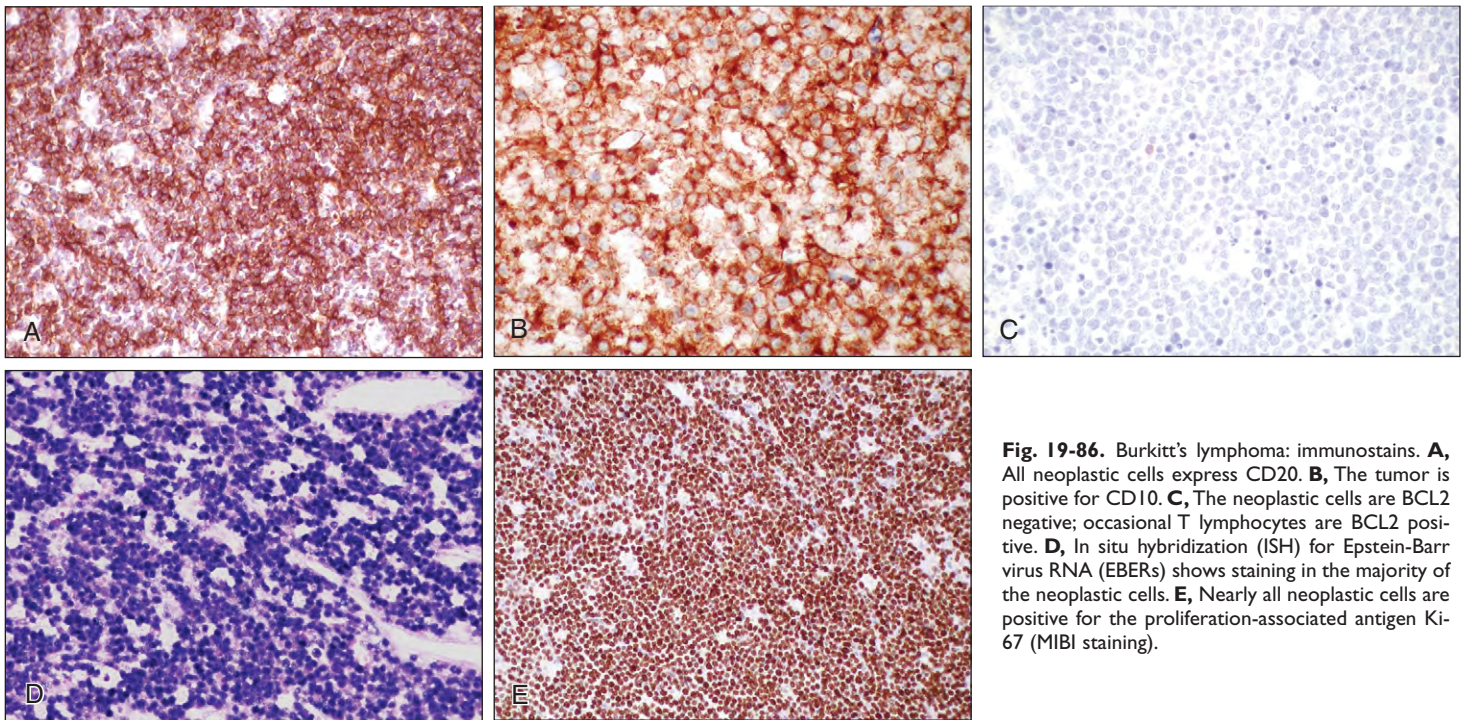 A
B
C
D
E
Fig. 19-86. Burkitt's lymphoma: immunostains. A,
All neoplastic cells express CD20. B, The tumor is
positive for CD10. C, The neoplastic cells are BCL2
negative; occasional T lymphocytes are BCL2 posi-
tive. D, In situ hybridization (ISH) for Epstein-Barr
virus RNA (EBERs) shows staining in the majority of
the neoplastic cells. E, Nearly all neoplastic cells are
positive for the proliferation-associated antigen Ki-
67 (MIBI staining).